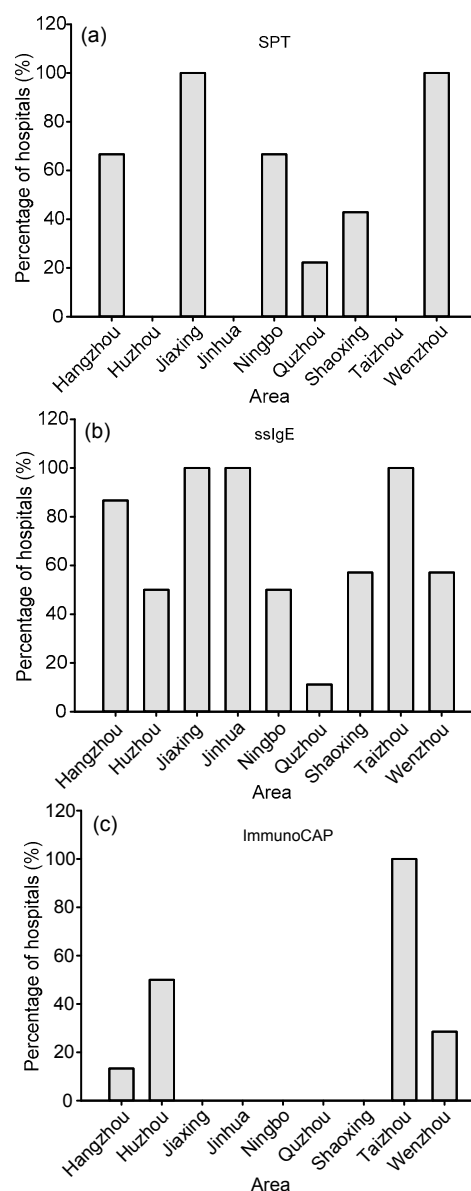 (a)
SPT
Percentage of hospitals (%)
120
100
80
60
40
20
0
Hangzhou
Huzhou
Jiaxing
Jinhua
Ningbo
Quzhou
Shaoxing
Taizhou
Wenzhou
Area
(b)
ssIgE
Percentage of hospitals (%)
120
100
80
60
40
20
0
Hangzhou
Huzhou
Jiaxing
Jinhua
Ningbo
Quzhou
Shaoxing
Taizhou
Wenzhou
Area
(c)
ImmunoCAP
Percentage of hospitals (%)
120
100
80
60
40
20
0
Hangzhou
Huzhou
Jiaxing
Jinhua
Ningbo
Quzhou
Shaoxing
Taizhou
Wenzhou
Area